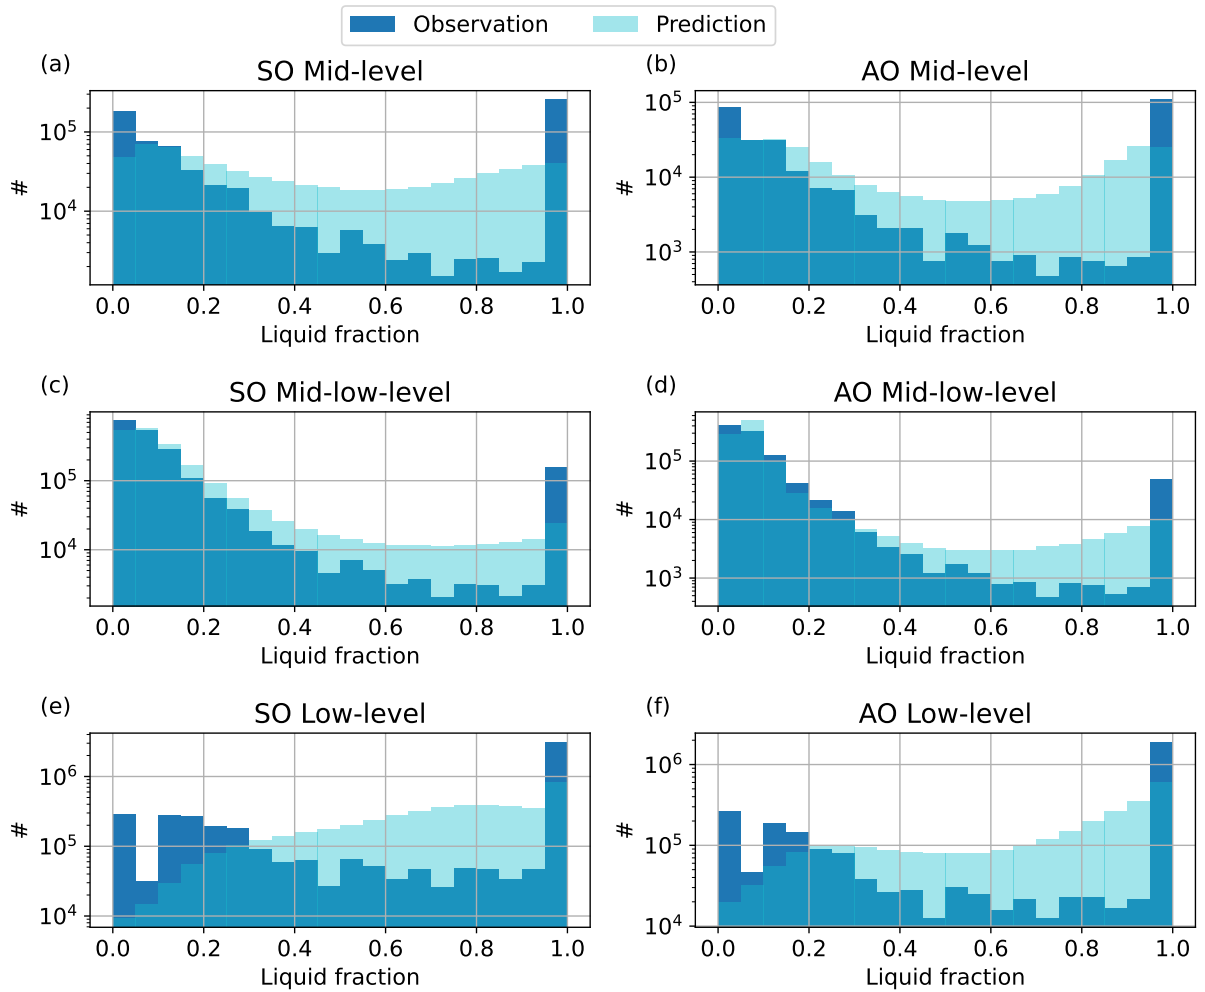 Observation Prediction
(a) SO Mid-level
10^5
10^4
#
0.0 0.2 0.4 0.6 0.8 1.0
Liquid fraction
(b) AO Mid-level
10^5
10^4
10^3
#
0.0 0.2 0.4 0.6 0.8 1.0
Liquid fraction
(c) SO Mid-low-level
10^5
10^4
#
0.0 0.2 0.4 0.6 0.8 1.0
Liquid fraction
(d) AO Mid-low-level
10^5
10^4
10^3
#
0.0 0.2 0.4 0.6 0.8 1.0
Liquid fraction
(e) SO Low-level
10^6
10^5
10^4
#
0.0 0.2 0.4 0.6 0.8 1.0
Liquid fraction
(f) AO Low-level
10^6
10^5
10^4
#
0.0 0.2 0.4 0.6 0.8 1.0
Liquid fraction